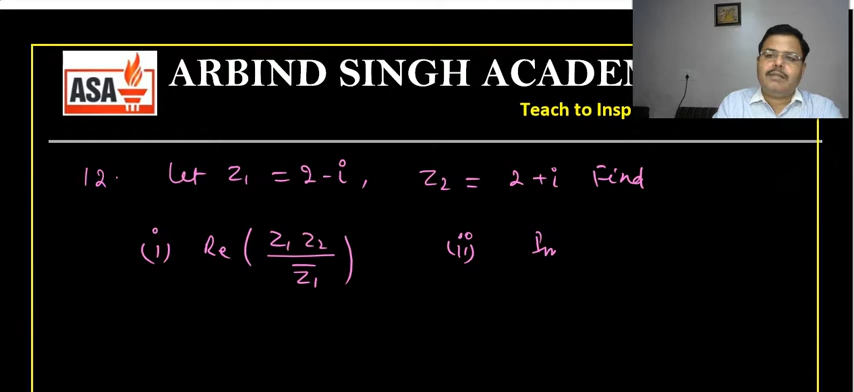 ASA
ARBIND SINGH ACADEM
Teach to Insp
12. Let z₁ = 2 - i, z₂ = 2 + i Find
(i) Re ( z₁ z₂ / z̅₁ ) (ii) Im